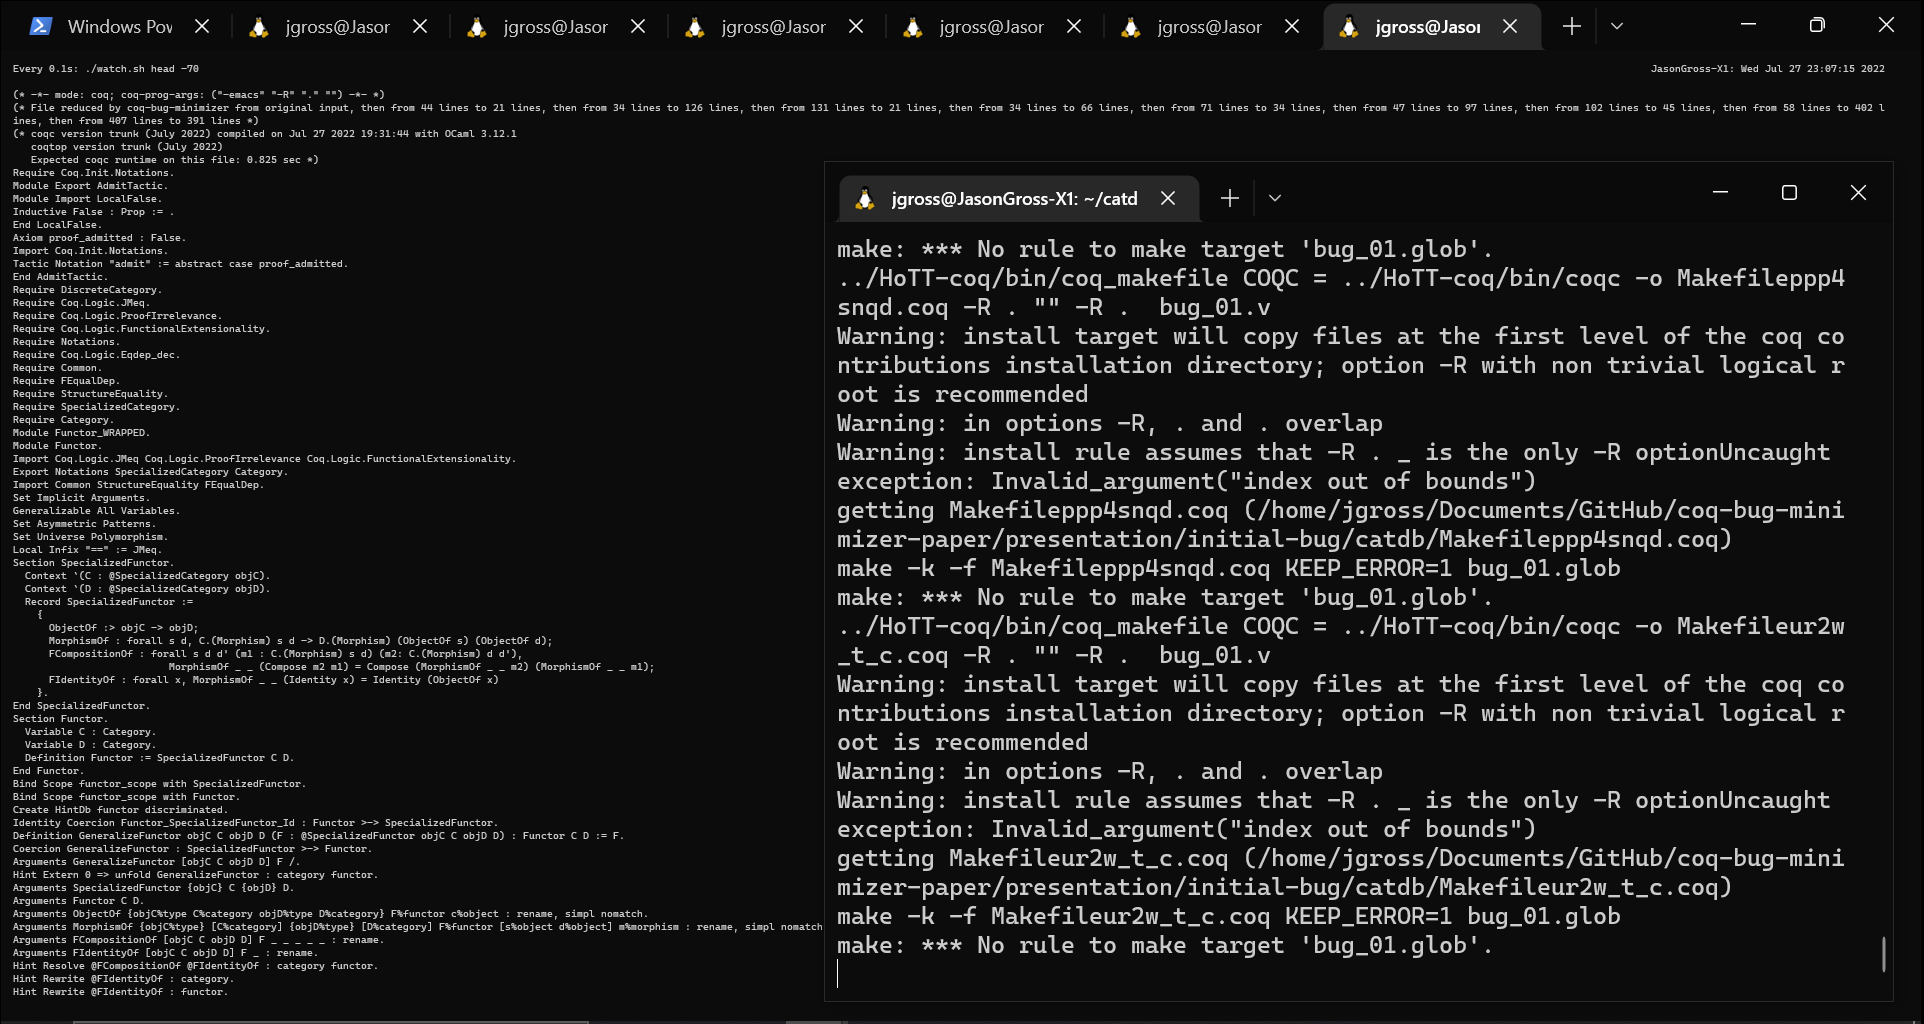 Windows Pow
jgross@Jason
jgross@Jason
jgross@Jason
jgross@Jason
jgross@Jason
jgross@Jason
Every 0.1s: ./watch.sh head -70
JasonGross-X1: Wed Jul 27 23:07:15 2022
(* -*- mode: coq; coq-prog-args: ("-emacs" "-R" "." "") -*- *)
(* File reduced by coq-bug-minimizer from original input, then from 44 lines to 21 lines, then from 34 lines to 126 lines, then from 131 lines to 21 lines, then from 34 lines to 66 lines, then from 71 lines to 34 lines, then from 47 lines to 97 lines, then from 102 lines to 45 lines, then from 58 lines to 402 l
ines, then from 407 lines to 391 lines *)
(* coqc version trunk (July 2022) compiled on Jul 27 2022 19:31:44 with OCaml 3.12.1
   coqtop version trunk (July 2022)
   Expected coqc runtime on this file: 0.825 sec *)
Require Coq.Init.Notations.
Module Export AdmitTactic.
Module Import LocalFalse.
Inductive False : Prop := .
End LocalFalse.
Axiom proof_admitted : False.
Import Coq.Init.Notations.
Tactic Notation "admit" := abstract case proof_admitted.
End AdmitTactic.
Require DiscreteCategory.
Require Coq.Logic.JMeq.
Require Coq.Logic.ProofIrrelevance.
Require Coq.Logic.FunctionalExtensionality.
Require Notations.
Require Coq.Logic.Eqdep_dec.
Require Common.
Require FEqualDep.
Require StructureEquality.
Require SpecializedCategory.
Require Category.
Module Functor_WRAPPED.
Module Functor.
Import Coq.Logic.JMeq Coq.Logic.ProofIrrelevance Coq.Logic.FunctionalExtensionality.
Export Notations SpecializedCategory Category.
Import Common StructureEquality FEqualDep.
Set Implicit Arguments.
Generalizable All Variables.
Set Asymmetric Patterns.
Set Universe Polymorphism.
Local Infix "==" := JMeq.
Section SpecializedFunctor.
  Context `(C : @SpecializedCategory objC).
  Context `(D : @SpecializedCategory objD).
  Record SpecializedFunctor :=
    {
      ObjectOf :> objC -> objD;
      MorphismOf : forall s d, C.(Morphism) s d -> D.(Morphism) (ObjectOf s) (ObjectOf d);
      FCompositionOf : forall s d d' (m1 : C.(Morphism) s d) (m2: C.(Morphism) d d'),
                          MorphismOf _ _ (Compose m2 m1) = Compose (MorphismOf _ _ m2) (MorphismOf _ _ m1);
      FIdentityOf : forall x, MorphismOf _ _ (Identity x) = Identity (ObjectOf x)
    }.
End SpecializedFunctor.
Section Functor.
  Variable C : Category.
  Variable D : Category.
  Definition Functor := SpecializedFunctor C D.
End Functor.
Bind Scope functor_scope with SpecializedFunctor.
Bind Scope functor_scope with Functor.
Create HintDb functor discriminated.
Identity Coercion Functor_SpecializedFunctor_Id : Functor >-> SpecializedFunctor.
Definition GeneralizeFunctor objC C objD D (F : @SpecializedFunctor objC C objD D) : Functor C D := F.
Coercion GeneralizeFunctor : SpecializedFunctor >-> Functor.
Arguments GeneralizeFunctor [objC C objD D] F /.
Hint Extern 0 => unfold GeneralizeFunctor : category functor.
Arguments SpecializedFunctor {objC} C {objD} D.
Arguments Functor C D.
Arguments ObjectOf {objC%type C%category objD%type D%category} F%functor c%object : rename, simpl nomatch.
Arguments MorphismOf {objC%type} [C%category] {objD%type} [D%category] F%functor [s%object d%object] m%morphism : rename, simpl nomatch
Arguments FCompositionOf [objC C objD D] F _ _ _ _ _ : rename.
Arguments FIdentityOf [objC C objD D] F _ : rename.
Hint Resolve @FCompositionOf @FIdentityOf : category functor.
Hint Rewrite @FIdentityOf : category.
Hint Rewrite @FIdentityOf : functor.
jgross@JasonGross-X1: ~/catd
make: *** No rule to make target 'bug_01.glob'.
../HoTT-coq/bin/coq_makefile COQC = ../HoTT-coq/bin/coqc -o Makefileppp4
snqd.coq -R . "" -R .  bug_01.v
Warning: install target will copy files at the first level of the coq co
ntributions installation directory; option -R with non trivial logical r
oot is recommended
Warning: in options -R, . and . overlap
Warning: install rule assumes that -R . _ is the only -R optionUncaught
exception: Invalid_argument("index out of bounds")
getting Makefileppp4snqd.coq (/home/jgross/Documents/GitHub/coq-bug-mini
mizer-paper/presentation/initial-bug/catdb/Makefileppp4snqd.coq)
make -k -f Makefileppp4snqd.coq KEEP_ERROR=1 bug_01.glob
make: *** No rule to make target 'bug_01.glob'.
../HoTT-coq/bin/coq_makefile COQC = ../HoTT-coq/bin/coqc -o Makefileur2w
_t_c.coq -R . "" -R .  bug_01.v
Warning: install target will copy files at the first level of the coq co
ntributions installation directory; option -R with non trivial logical r
oot is recommended
Warning: in options -R, . and . overlap
Warning: install rule assumes that -R . _ is the only -R optionUncaught
exception: Invalid_argument("index out of bounds")
getting Makefileur2w_t_c.coq (/home/jgross/Documents/GitHub/coq-bug-mini
mizer-paper/presentation/initial-bug/catdb/Makefileur2w_t_c.coq)
make -k -f Makefileur2w_t_c.coq KEEP_ERROR=1 bug_01.glob
make: *** No rule to make target 'bug_01.glob'.